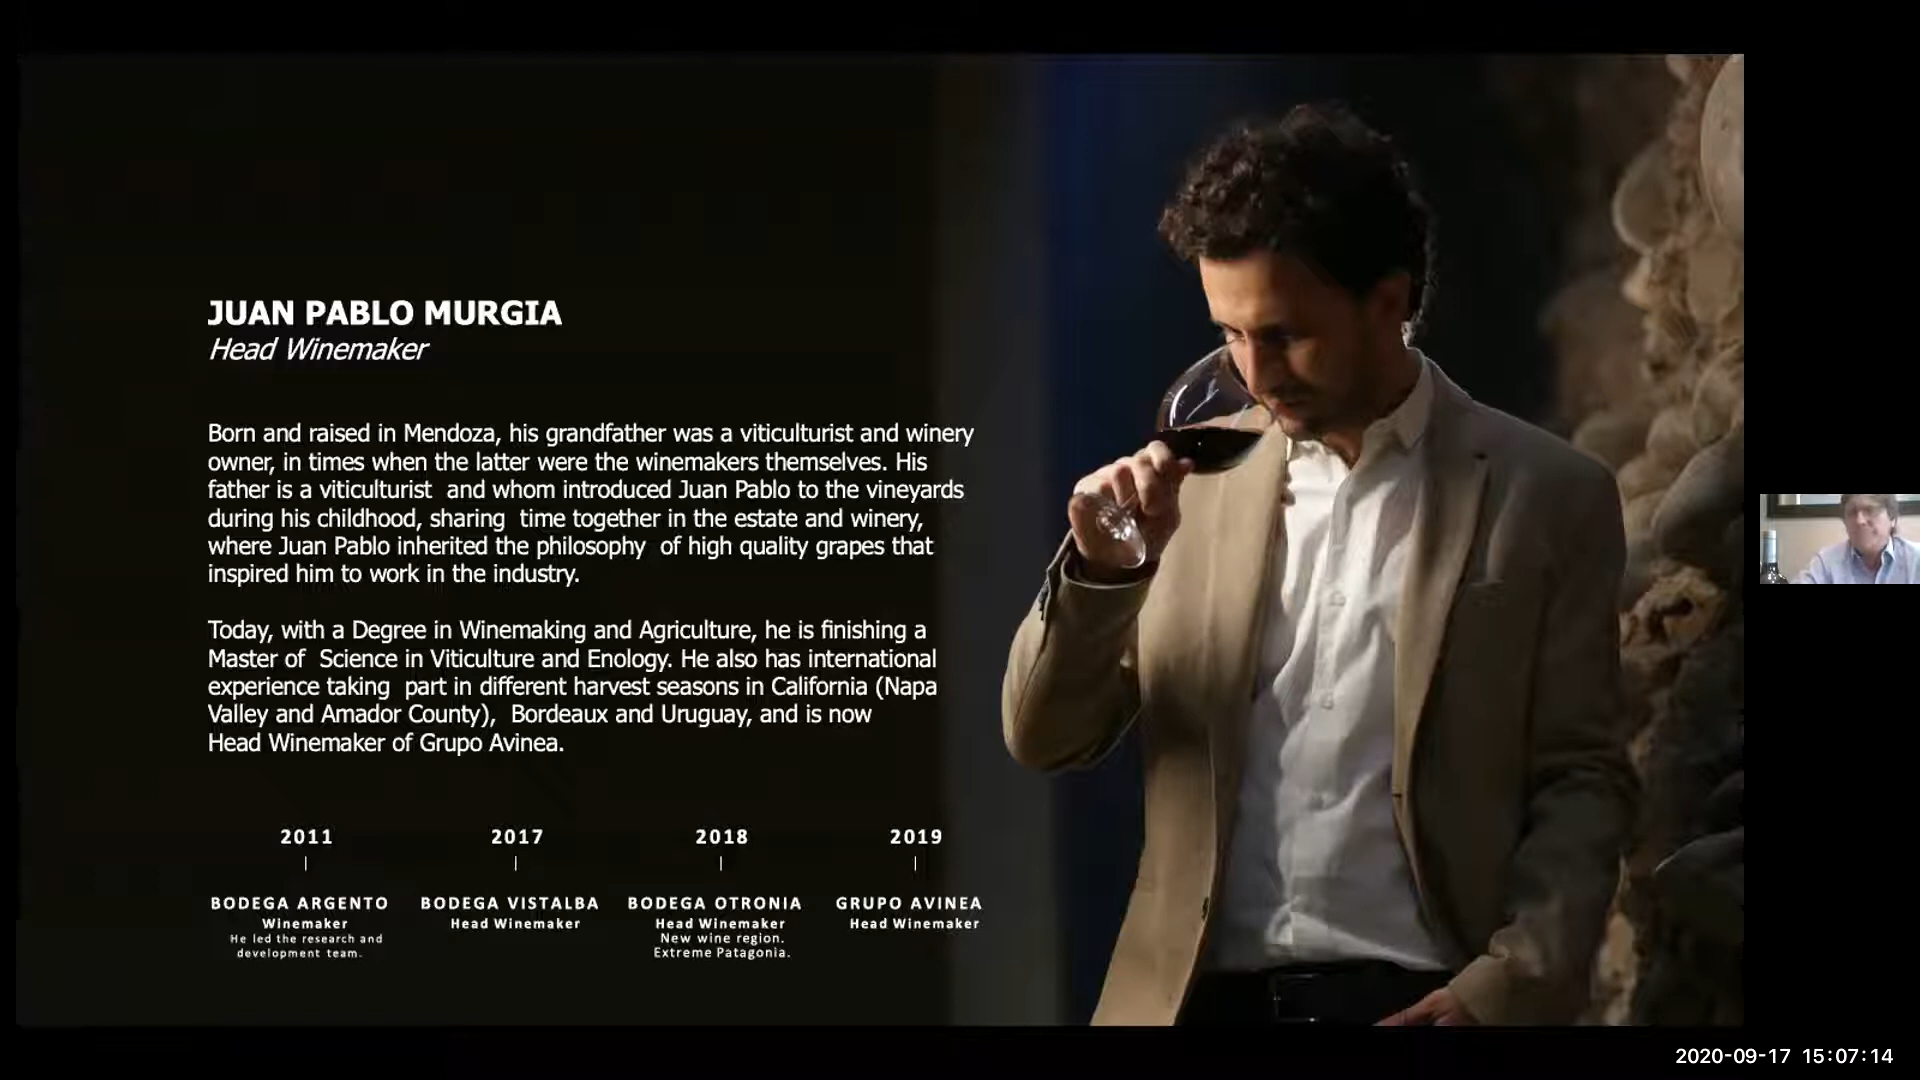 JUAN PABLO MURGIA
Head Winemaker
Born and raised in Mendoza, his grandfather was a viticulturist and winery
owner, in times when the latter were the winemakers themselves. His
father is a viticulturist and whom introduced Juan Pablo to the vineyards
during his childhood, sharing time together in the estate and winery,
where Juan Pablo inherited the philosophy of high quality grapes that
inspired him to work in the industry.
Today, with a Degree in Winemaking and Agriculture, he is finishing a
Master of Science in Viticulture and Enology. He also has international
experience taking part in different harvest seasons in California (Napa
Valley and Amador County), Bordeaux and Uruguay, and is now
Head Winemaker of Grupo Avinea.
2011
BODEGA ARGENTO
Winemaker
He led the research and
development team.
2017
BODEGA VISTALBA
Head Winemaker
2018
BODEGA OTRONIA
Head Winemaker
New wine region.
Extreme Patagonia.
2019
GRUPO AVINEA
Head Winemaker
2020-09-17 15:07:14